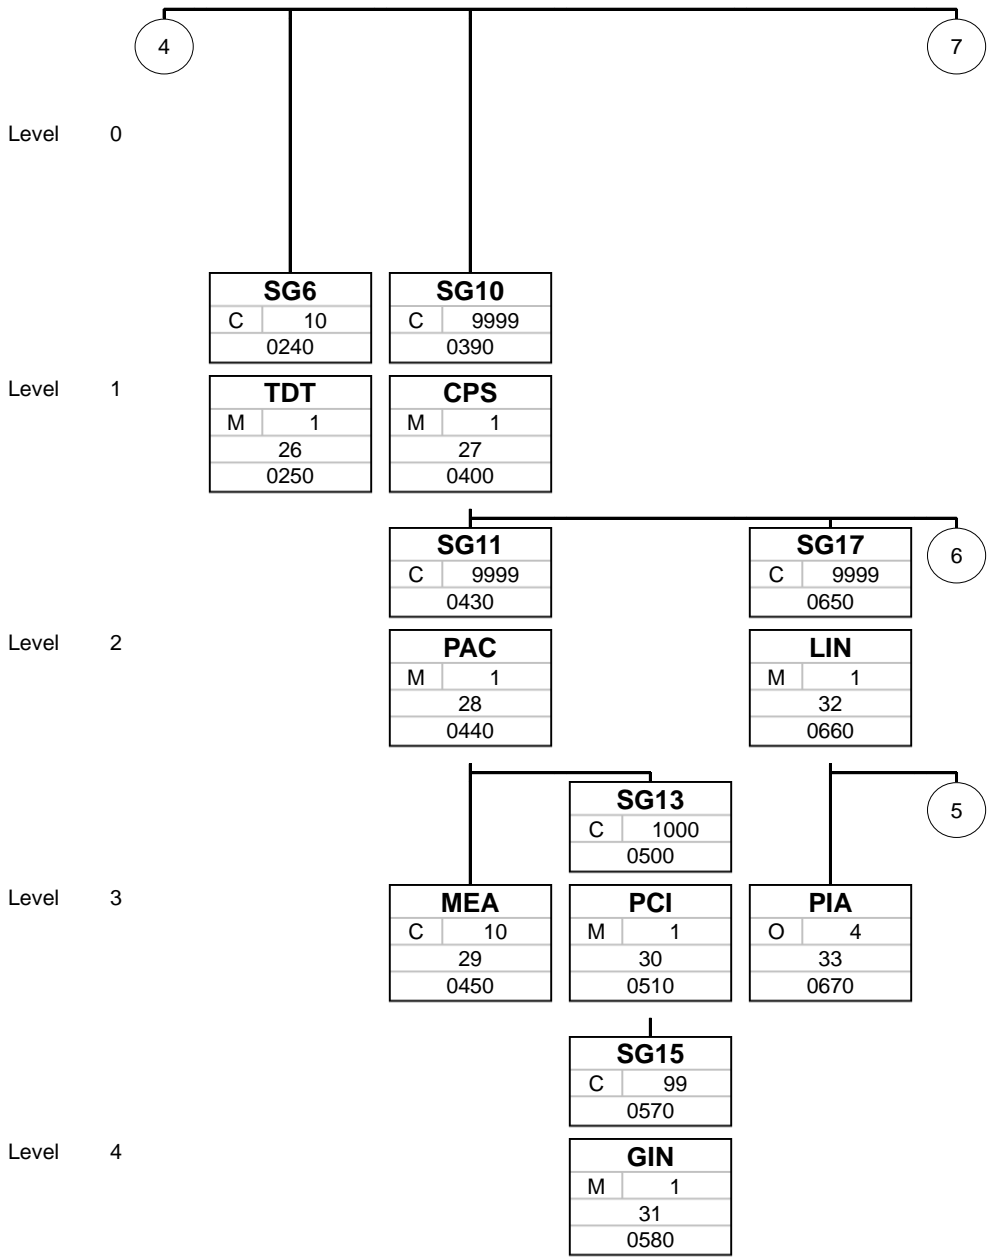 4 7
Level 0
SG6 SG10
C 10 C 9999
0240 0390
Level 1
TDT CPS
M 1 M 1
26 27
0250 0400
SG11 SG17 6
C 9999 C 9999
0430 0650
Level 2
PAC LIN
M 1 M 1
28 32
0440 0660
SG13 5
C 1000
0500
Level 3
MEA PCI PIA
C 10 M 1 O 4
29 30 33
0450 0510 0670
SG15
C 99
0570
Level 4
GIN
M 1
31
0580